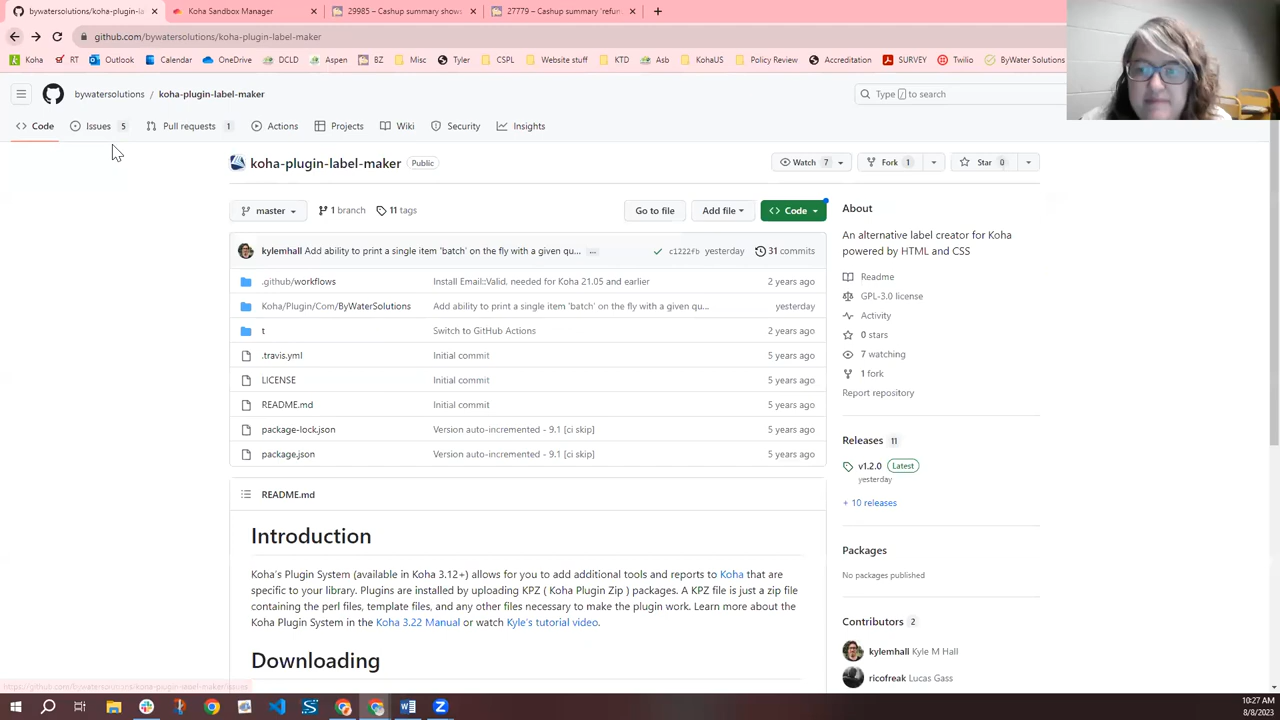 bywatersolutions/koha-plugin-la
Koha Sandbox Manager
29985 – Cashup summary shows
27779 – Cashup summary 'refun
github.com/bywatersolutions/koha-plugin-label-maker
Koha RT Outlook Calendar OneDrive DCLD Aspen BZ Misc Tyler CSPL Website stuff KTD Asb KohaUS Policy Review Accreditation SURVEY Twilio ByWater Solutions
bywatersolutions / koha-plugin-label-maker
Type / to search
Code Issues 5 Pull requests 1 Actions Projects Wiki Security Insights
koha-plugin-label-maker Public
Watch 7 Fork 1 Star 0
master 1 branch 11 tags Go to file Add file Code
kylemhall Add ability to print a single item 'batch' on the fly with a given qu... c1222fb yesterday 31 commits
.github/workflows Install Email::Valid, needed for Koha 21.05 and earlier 2 years ago
Koha/Plugin/Com/ByWaterSolutions Add ability to print a single item 'batch' on the fly with a given qu... yesterday
t Switch to GitHub Actions 2 years ago
.travis.yml Initial commit 5 years ago
LICENSE Initial commit 5 years ago
README.md Initial commit 5 years ago
package-lock.json Version auto-incremented - 9.1 [ci skip] 5 years ago
package.json Version auto-incremented - 9.1 [ci skip] 5 years ago
README.md
Introduction
Koha's Plugin System (available in Koha 3.12+) allows for you to add additional tools and reports to Koha that are
specific to your library. Plugins are installed by uploading KPZ ( Koha Plugin Zip ) packages. A KPZ file is just a zip file
containing the perl files, template files, and any other files necessary to make the plugin work. Learn more about the
Koha Plugin System in the Koha 3.22 Manual or watch Kyle's tutorial video.
Downloading
About
An alternative label creator for Koha
powered by HTML and CSS
Readme
GPL-3.0 license
Activity
0 stars
7 watching
1 fork
Report repository
Releases 11
v1.2.0 Latest
yesterday
+ 10 releases
Packages
No packages published
Contributors 2
kylemhall Kyle M Hall
ricofreak Lucas Gass
https://github.com/bywatersolutions/koha-plugin-label-maker/issues
10:27 AM
8/8/2023